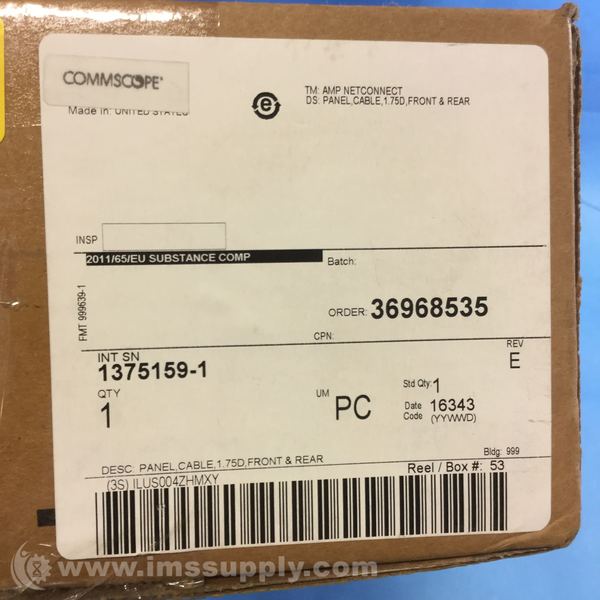 COMMSCOPE®
Made in: UNITED STATES
e
TM: AMP NETCONNECT
DS: PANEL,CABLE,1.75D,FRONT & REAR
INSP
2011/65/EU SUBSTANCE COMP
Batch:
FMT 999639-1
ORDER: 36968535
CPN:
INT SN
1375159-1
REV
E
QTY
1
UM
PC
Std Qty: 1
Date Code 16343
(YYWWD)
Bldg: 999
DESC: PANEL,CABLE,1.75D,FRONT & REAR
Reel / Box #: 53
(3S) ILUS004ZHMXY
www.imssupply.com